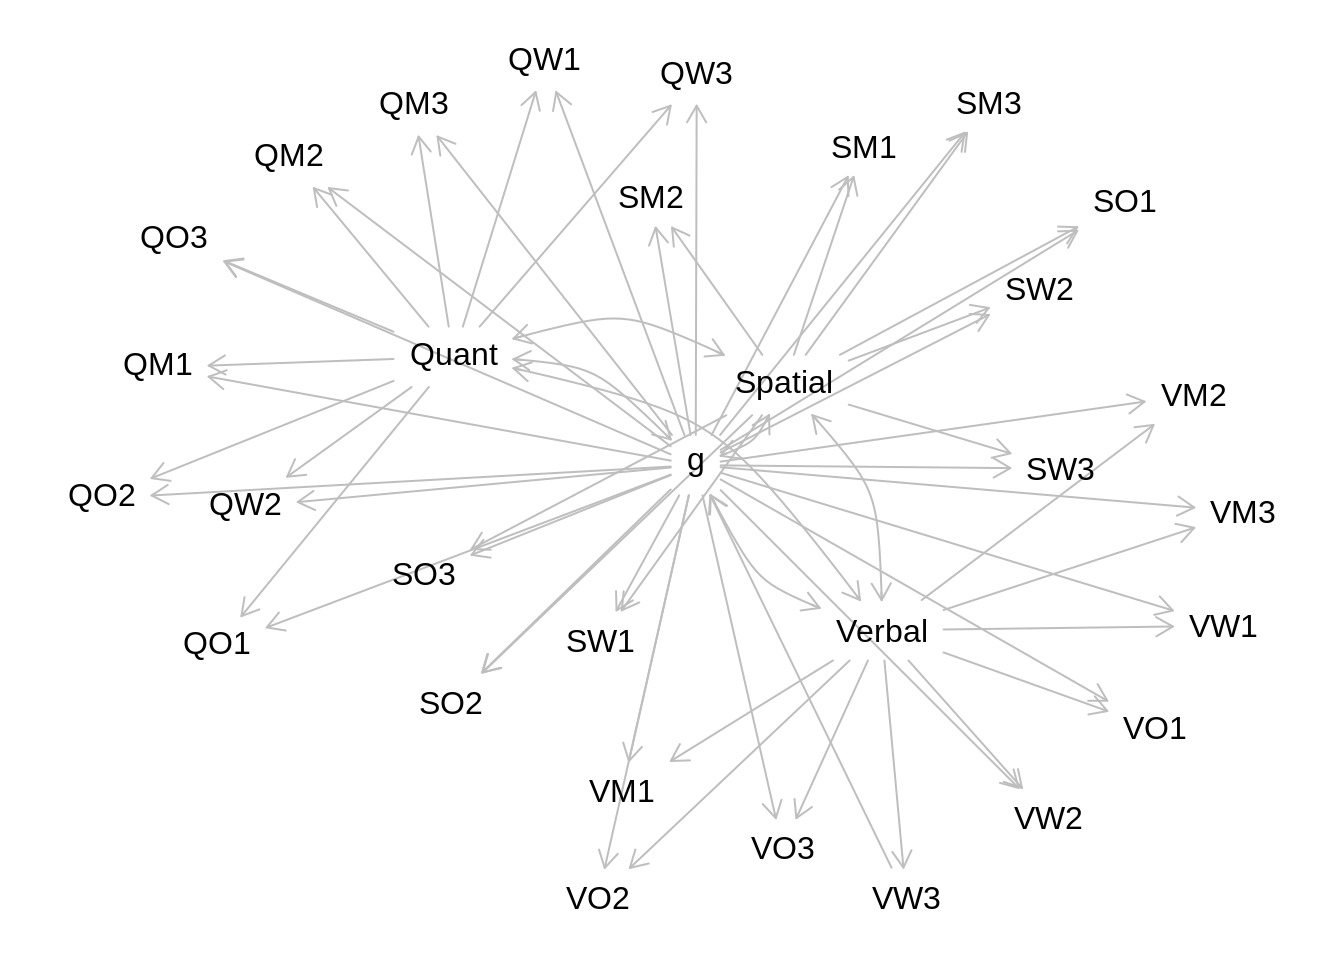 QW1
QW3
QM3
SM3
SM1
QM2
SM2
SO1
QO3
SW2
Quant
QM1
Spatial
VM2
g
SW3
QO2
QW2
VM3
SO3
VW1
Verbal
SW1
QO1
SO2
VO1
VM1
VW2
VO3
VO2
VW3